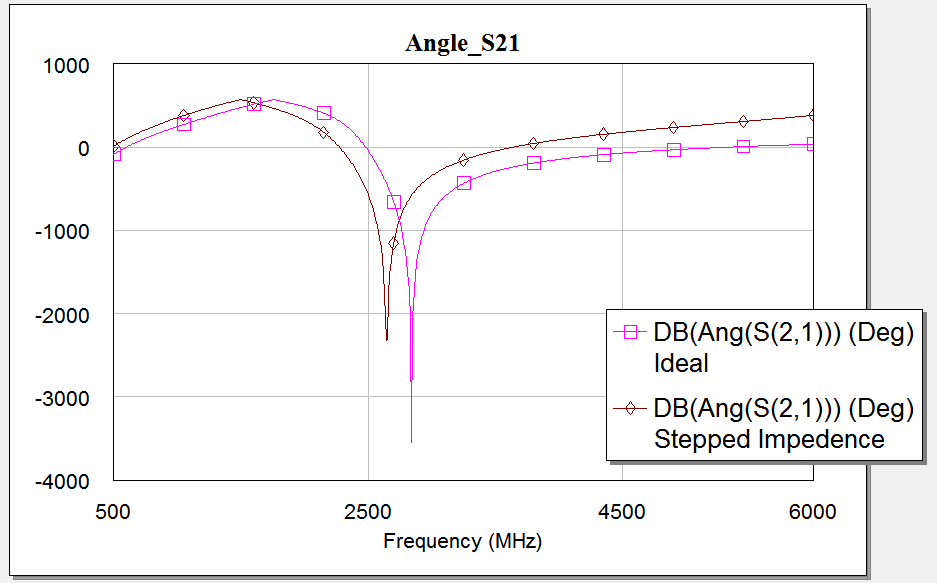 Angle_S21
1000
0
-1000
-2000
-3000
-4000
500
2500
4500
6000
Frequency (MHz)
DB(Ang(S(2,1))) (Deg)
Ideal
DB(Ang(S(2,1))) (Deg)
Stepped Impedence